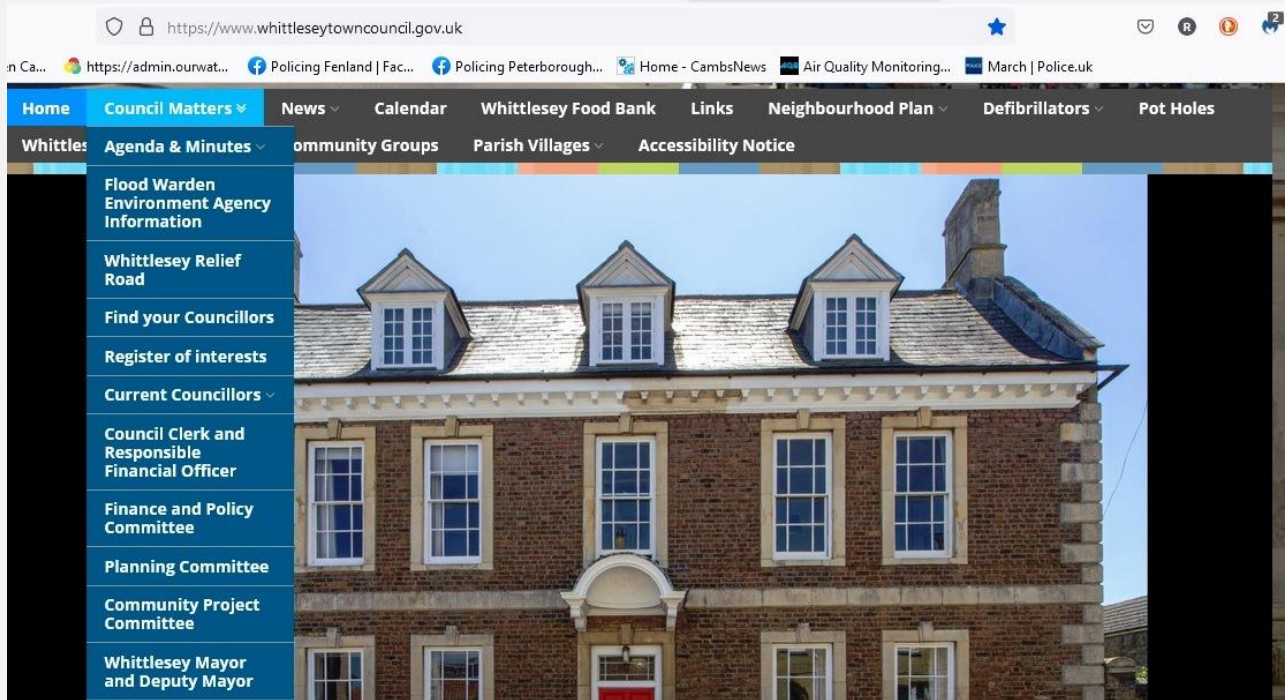 https://www.whittleseytowncouncil.gov.uk
R
2
n Ca...
https://admin.ourwat...
Policing Fenland | Fac...
Policing Peterborough...
Home - CambsNews
Air Quality Monitoring...
March | Police.uk
Home
Council Matters
News
Calendar
Whittlesey Food Bank
Links
Neighbourhood Plan
Defibrillators
Pot Holes
Whittles
ommunity Groups
Parish Villages
Accessibility Notice
Agenda & Minutes
Flood Warden
Environment Agency
Information
Whittlesey Relief
Road
Find your Councillors
Register of interests
Current Councillors
Council Clerk and
Responsible
Financial Officer
Finance and Policy
Committee
Planning Committee
Community Project
Committee
Whittlesey Mayor
and Deputy Mayor